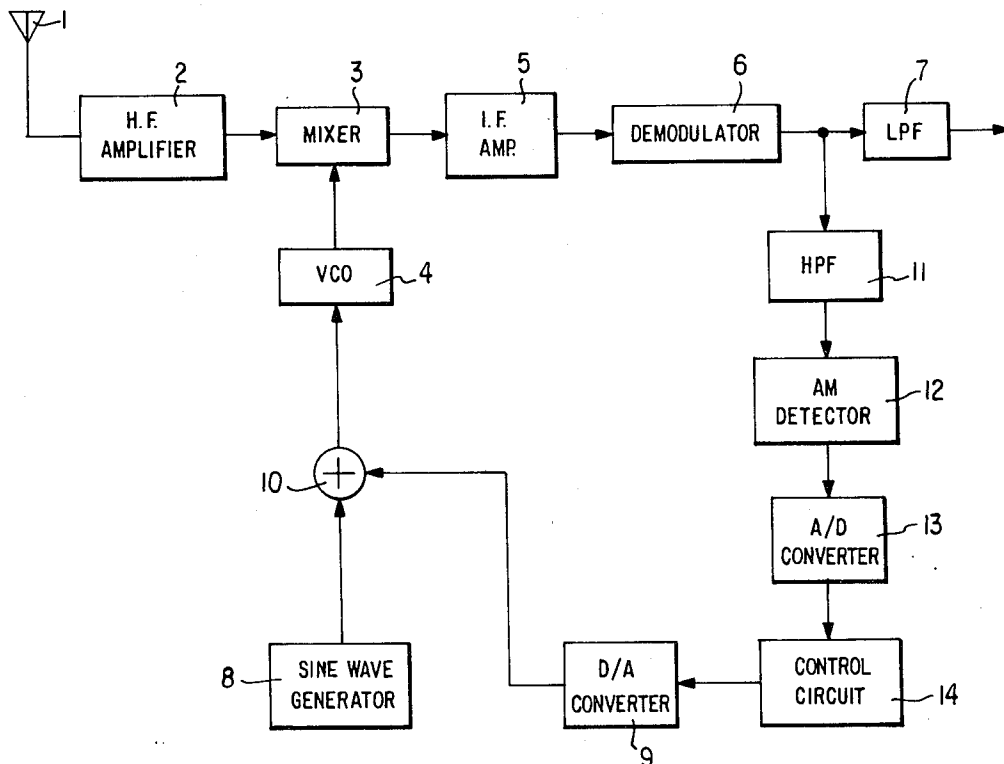 1
2
H.F.
AMPLIFIER
3
MIXER
5
I.F.
AMP.
6
DEMODULATOR
7
LPF
VCO
4
HPF
11
AM
DETECTOR
12
10
+
A/D
CONVERTER
13
8
SINE WAVE
GENERATOR
D/A
CONVERTER
9
CONTROL
CIRCUIT
14